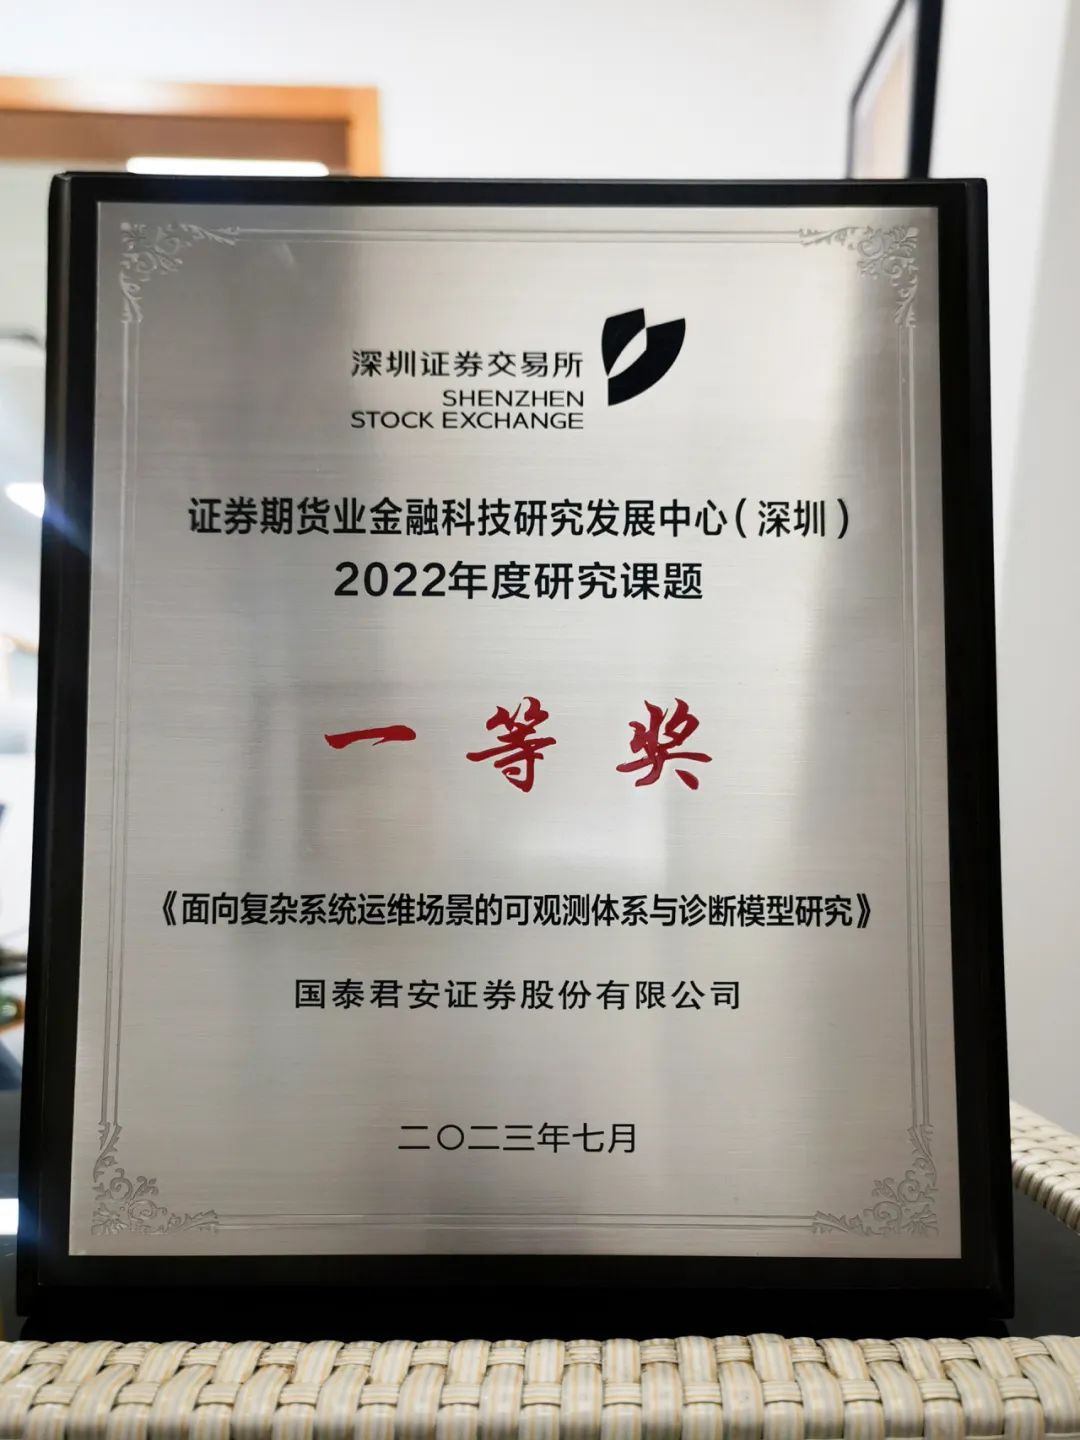 深圳证券交易所
SHENZHEN
STOCK EXCHANGE
证券期货业金融科技研究发展中心（深圳）
2022年度研究课题
一等奖
《面向复杂系统运维场景的可观测体系与诊断模型研究》
国泰君安证券股份有限公司
二〇二三年七月